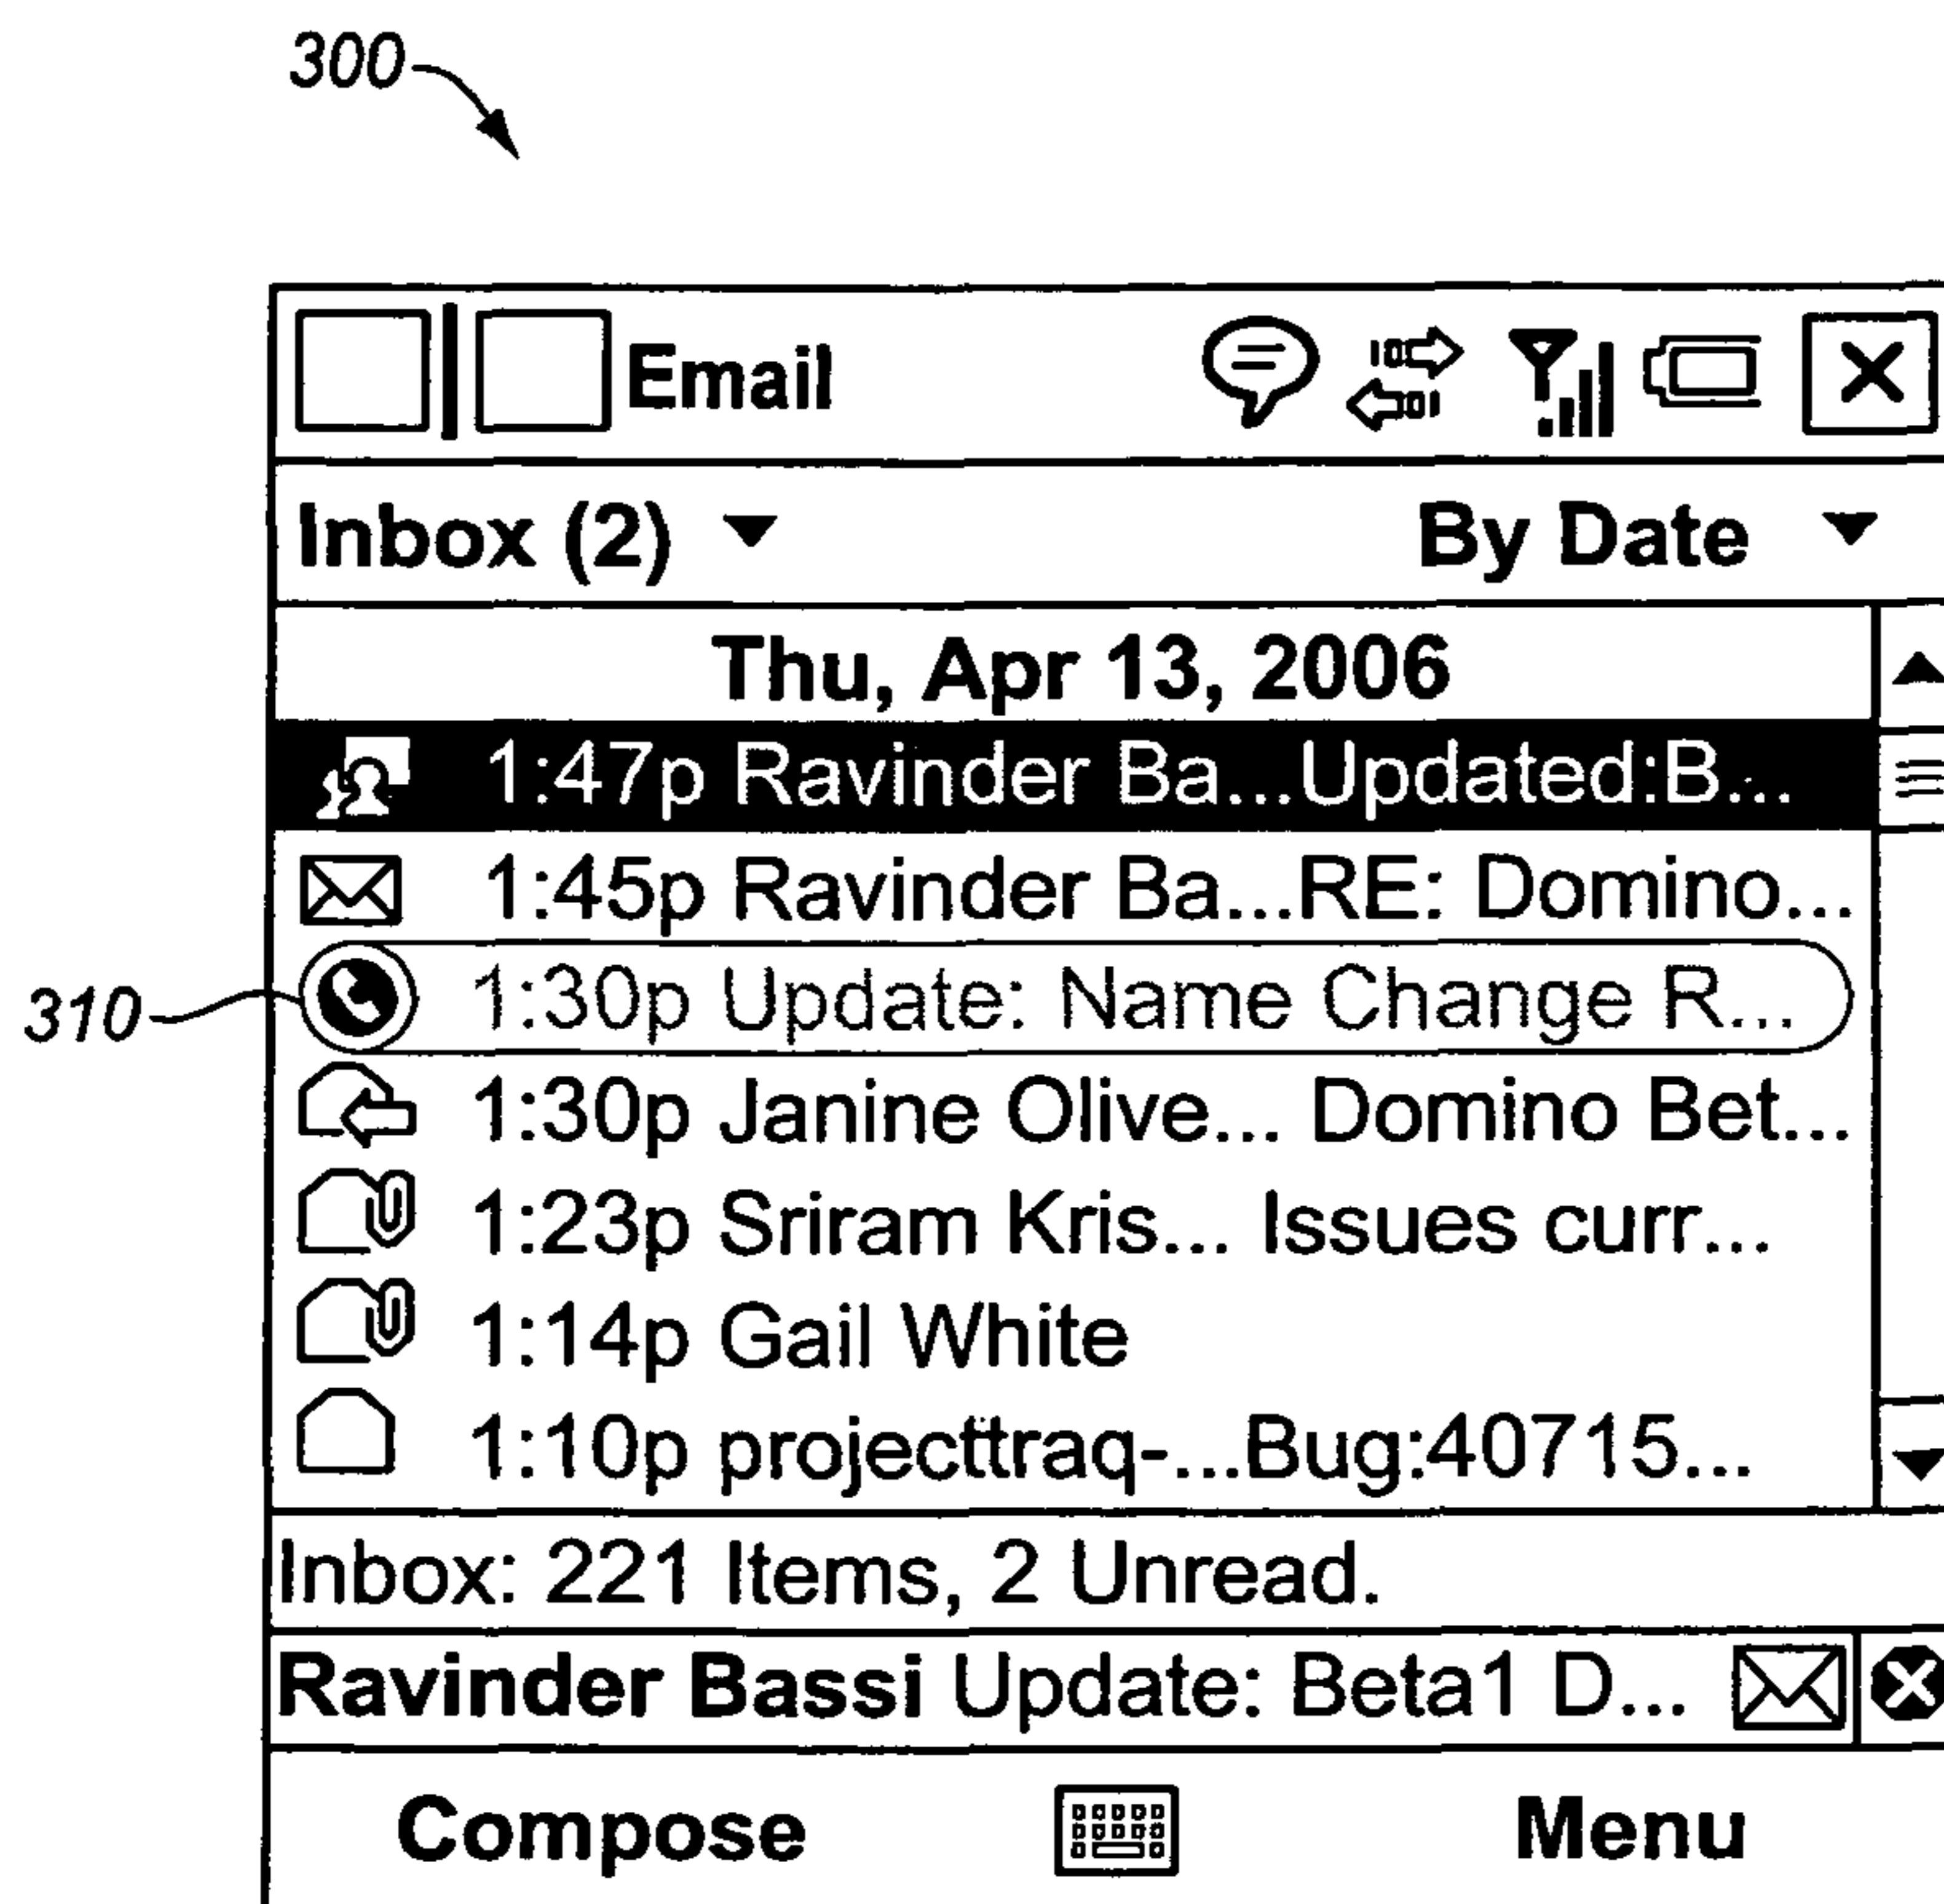 300
Email
Inbox (2) By Date
Thu, Apr 13, 2006
1:47p Ravinder Ba...Updated:B...
1:45p Ravinder Ba...RE: Domino...
310 1:30p Update: Name Change R...
1:30p Janine Olive... Domino Bet...
1:23p Sriram Kris... Issues curr...
1:14p Gail White
1:10p projecttraq-...Bug:40715...
Inbox: 221 Items, 2 Unread.
Ravinder Bassi Update: Beta1 D...
Compose Menu